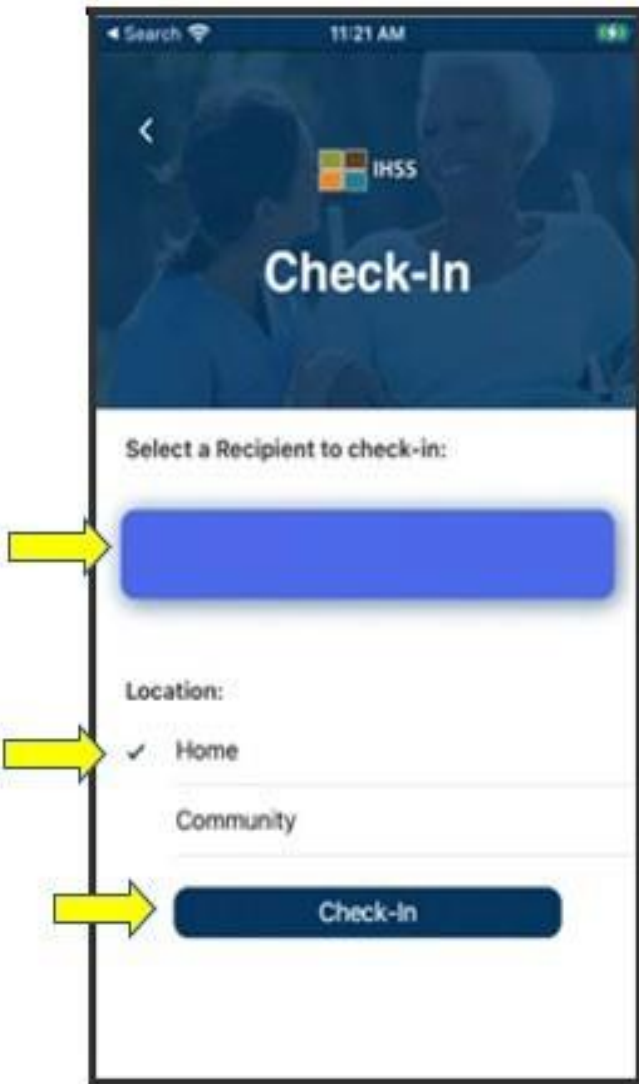 Search 11:21 AM
IHSS
Check-In
Select a Recipient to check-in:
Location:
Home
Community
Check-In